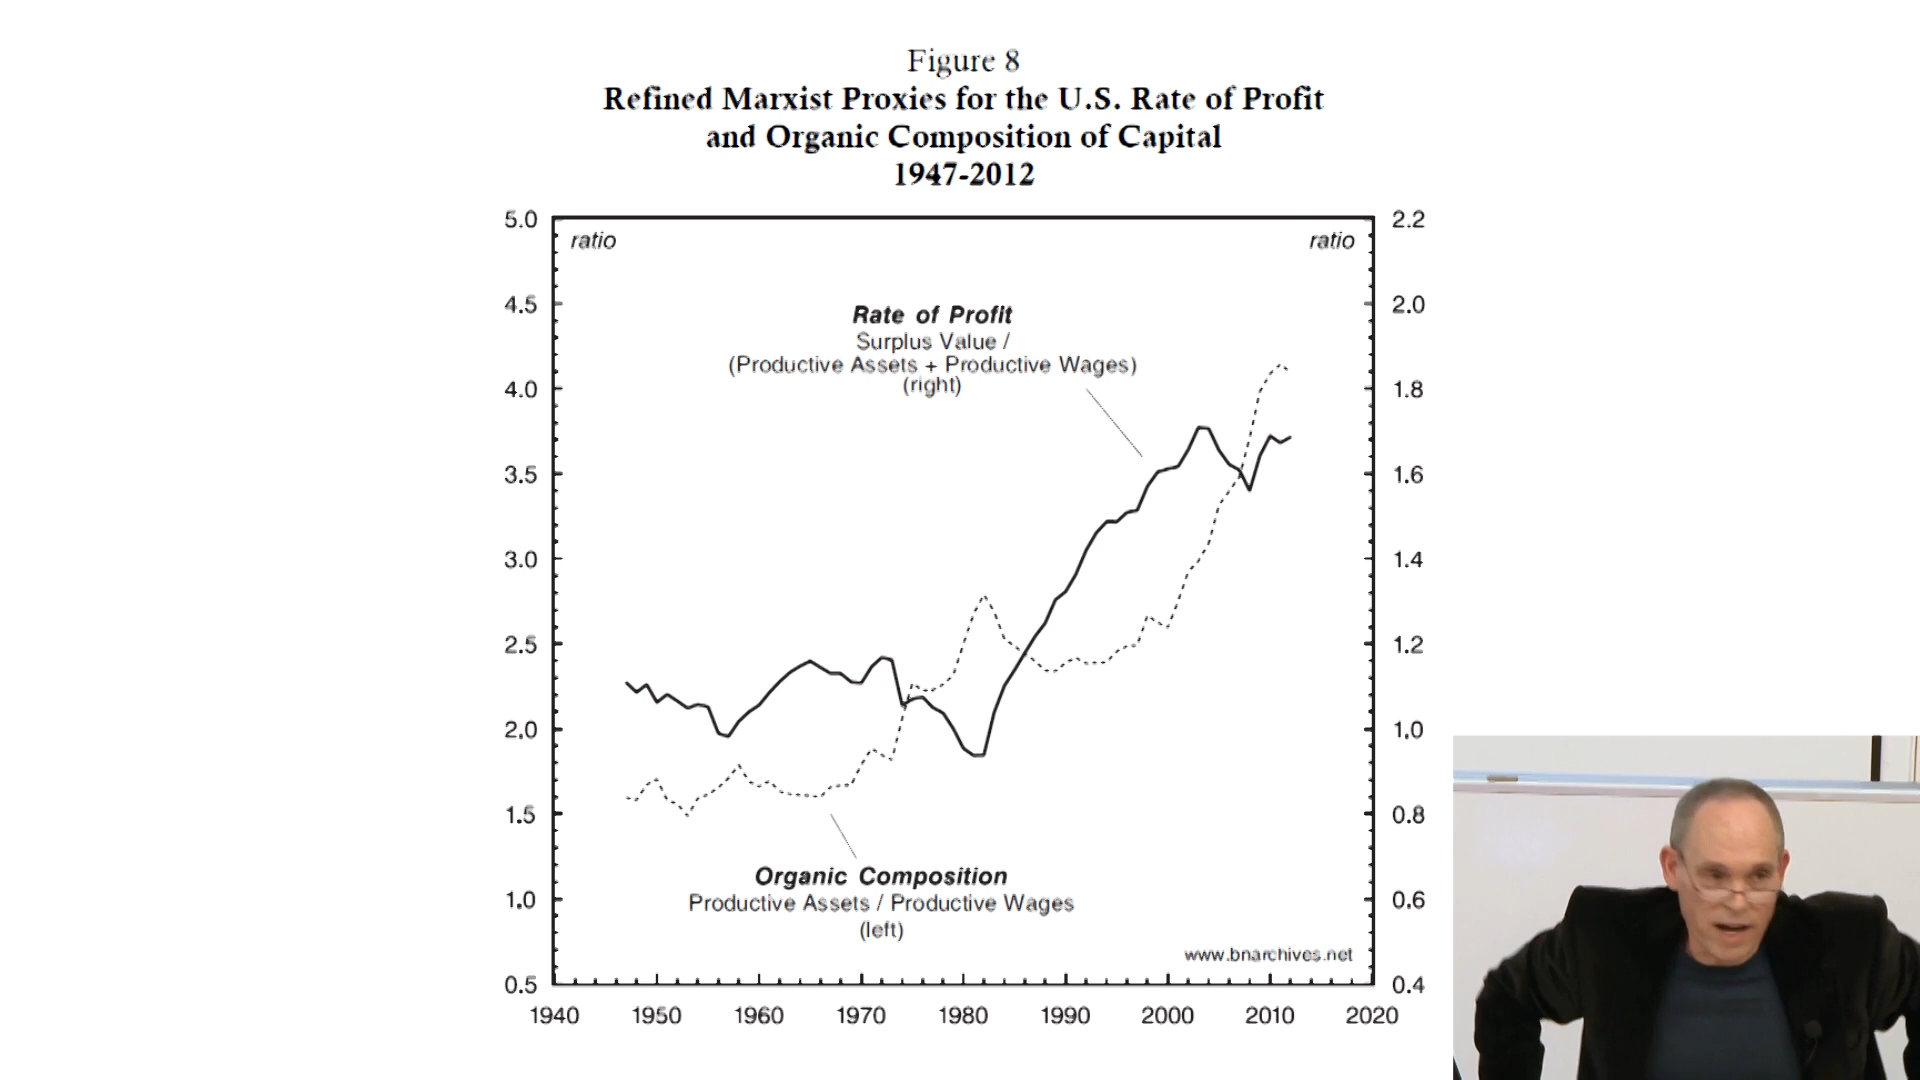 Figure 8
Refined Marxist Proxies for the U.S. Rate of Profit
and Organic Composition of Capital
1947-2012
5.0
2.2
ratio
ratio
4.5
2.0
Rate of Profit
Surplus Value /
(Productive Assets + Productive Wages)
(right)
4.0
1.8
3.5
1.6
3.0
1.4
2.5
1.2
2.0
1.0
1.5
0.8
Organic Composition
Productive Assets / Productive Wages
(left)
1.0
0.6
www.bnarchives.net
0.5
0.4
1940 1950 1960 1970 1980 1990 2000 2010 2020